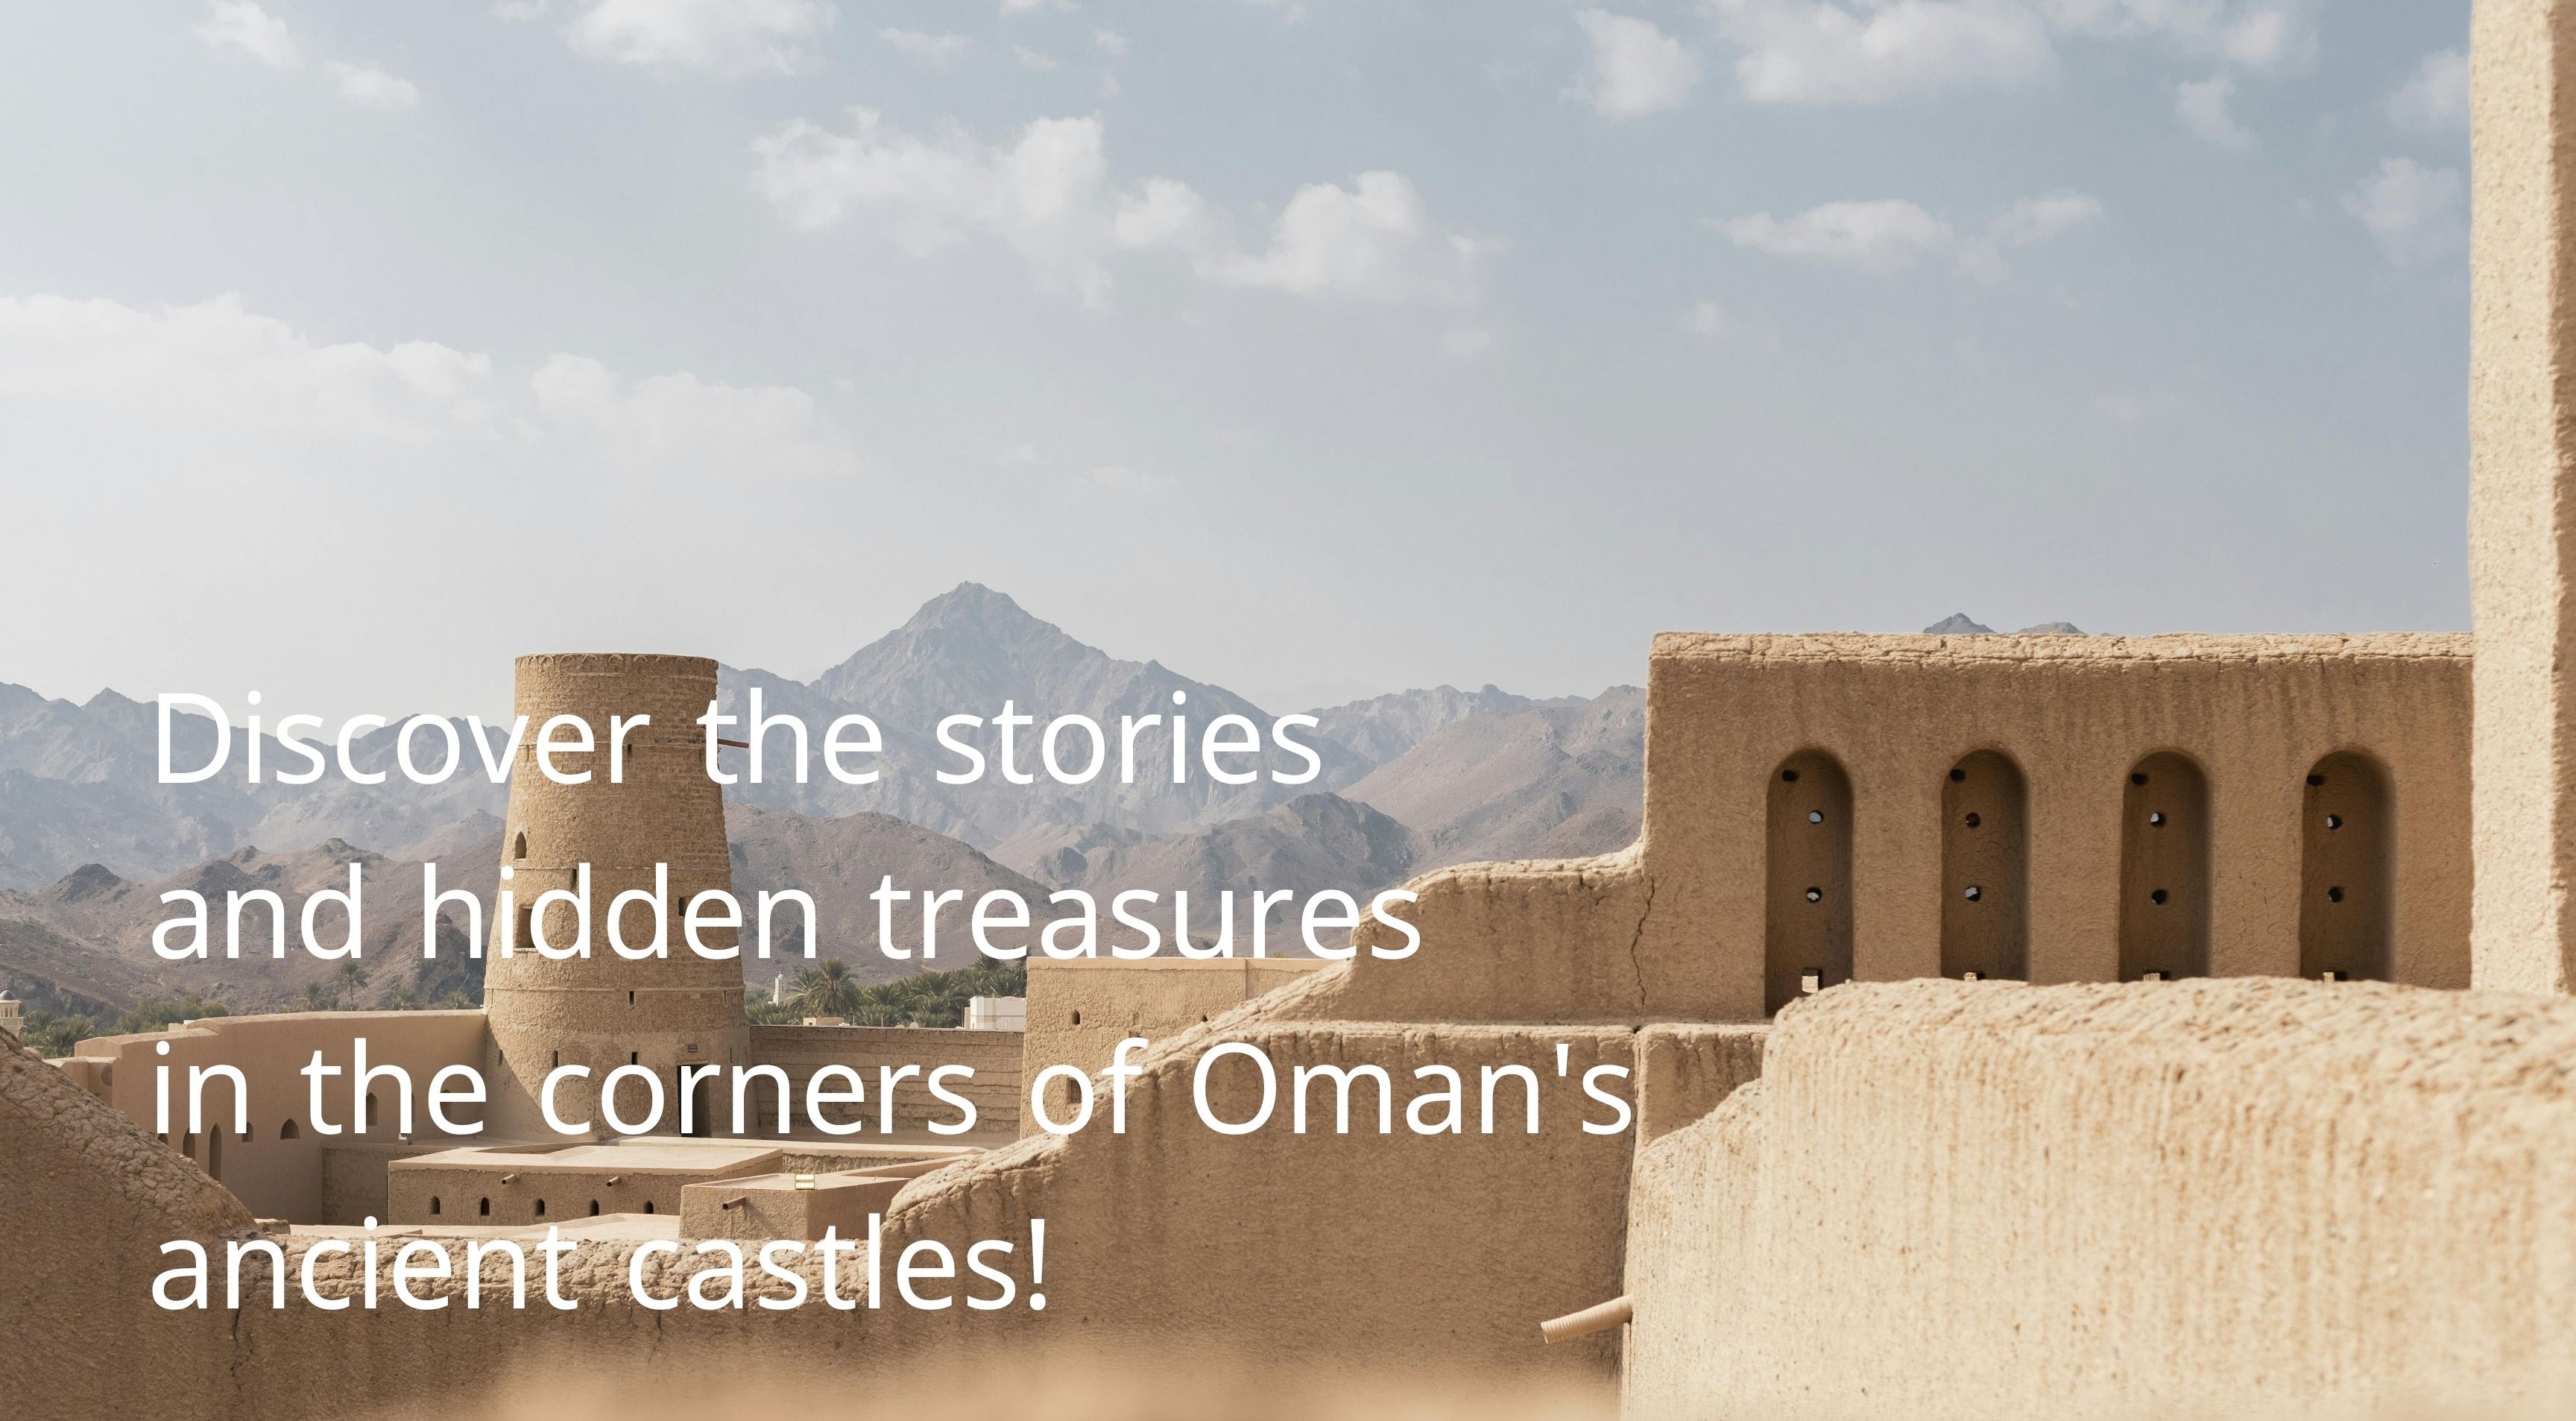 Discover the stories
and hidden treasures
in the corners of Oman's
ancient castles!